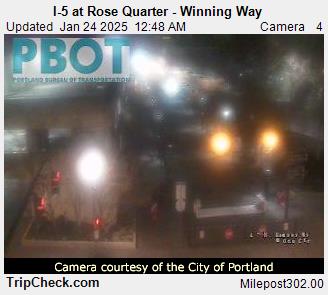 I-5 at Rose Quarter - Winning Way
Updated Jan 24 2025 12:48 AM Camera 4
PBOT
PORTLAND BUREAU OF TRANSPORTATION
Camera courtesy of the City of Portland
TripCheck.com Milepost302.00